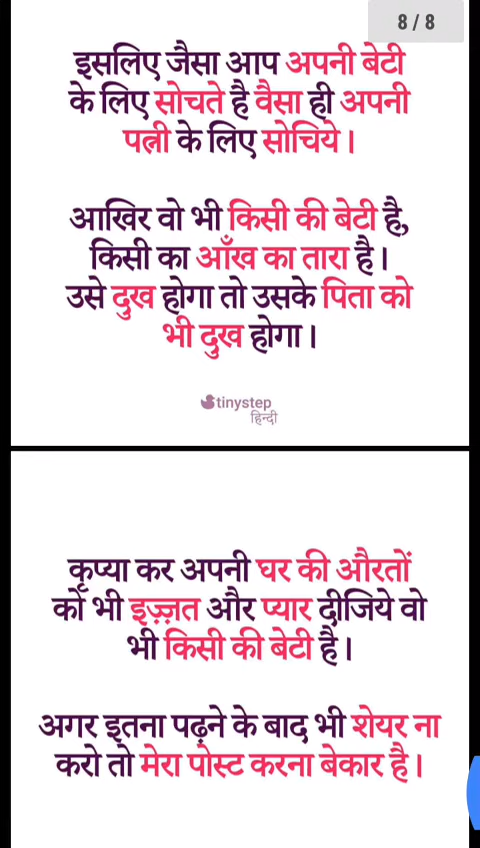 8 / 8
इसलिए जैसा आप अपनी बेटी
के लिए सोचते है वैसा ही अपनी
पत्नी के लिए सोचिये।
आखिर वो भी किसी की बेटी है,
किसी का आँख का तारा है।
उसे दुख होगा तो उसके पिता को
भी दुख होगा।
tinystep
हिन्दी
कृप्या कर अपनी घर की औरतों
को भी इज़्ज़त और प्यार दीजिये वो
भी किसी की बेटी है।
अगर इतना पढ़ने के बाद भी शेयर ना
करो तो मेरा पोस्ट करना बेकार है।